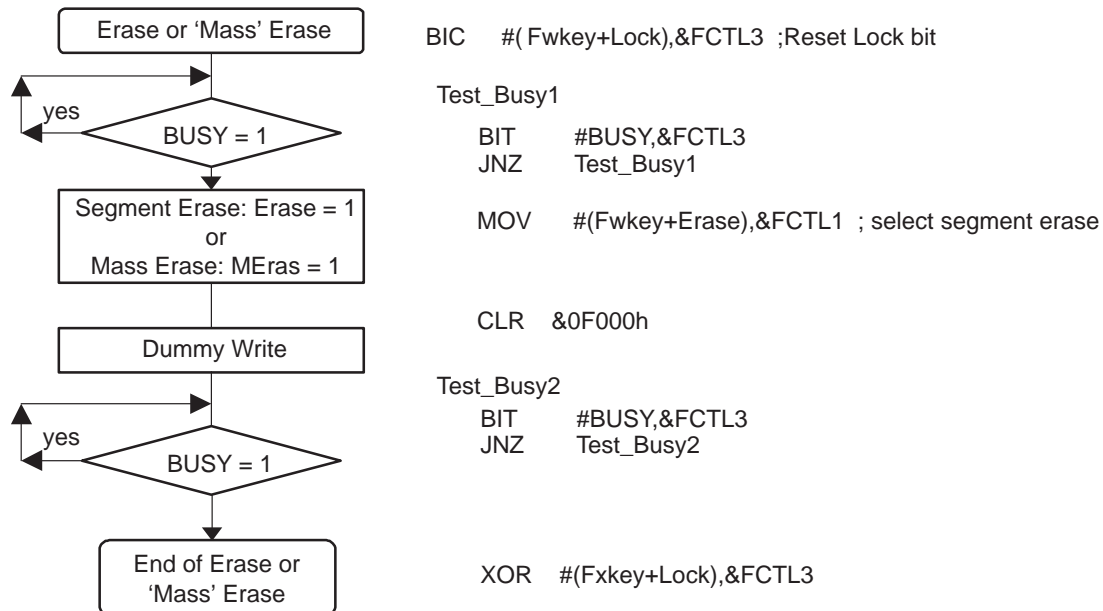 Erase or ‘Mass’ Erase
BIC #( Fwkey+Lock),&FCTL3 ;Reset Lock bit
Test_Busy1
yes
BUSY = 1
BIT #BUSY,&FCTL3
JNZ Test_Busy1
Segment Erase: Erase = 1
or
Mass Erase: MEras = 1
MOV #(Fwkey+Erase),&FCTL1 ; select segment erase
CLR &0F000h
Dummy Write
Test_Busy2
yes
BUSY = 1
BIT #BUSY,&FCTL3
JNZ Test_Busy2
End of Erase or
‘Mass’ Erase
XOR #(Fxkey+Lock),&FCTL3